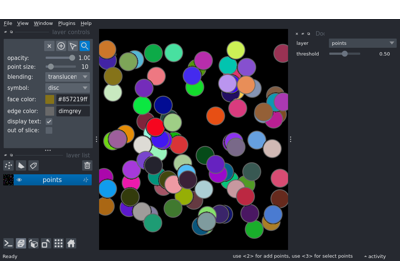 File View Window Plugins Help
layer controls
opacity: 1.00
point size: 10
blending: translucen
symbol: disc
face color: #857219ff
edge color: dimgrey
display text:
out of slice:
layer list
points
layer points
threshold 0.50
Ready
use <2> for add points, use <3> for select points
activity